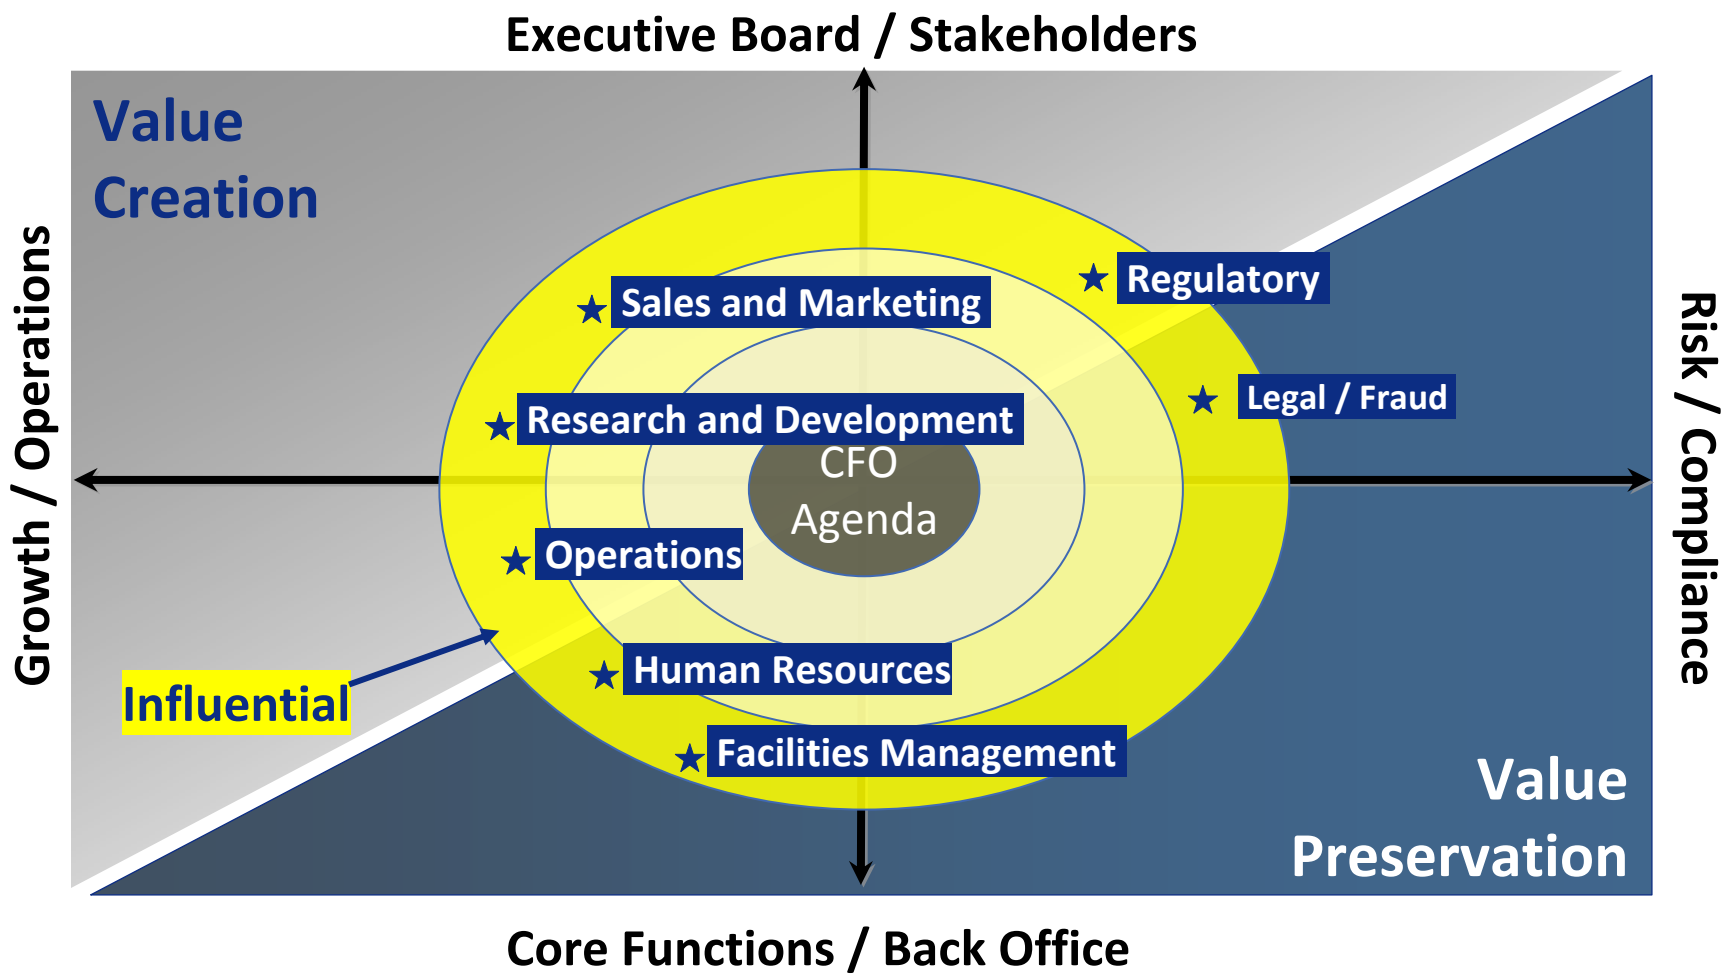 Executive Board / Stakeholders
Value
Creation
Growth / Operations
Regulatory
Sales and Marketing
Risk / Compliance
Legal / Fraud
Research and Development
CFO
Agenda
Operations
Human Resources
Influential
Facilities Management
Value
Preservation
Core Functions / Back Office